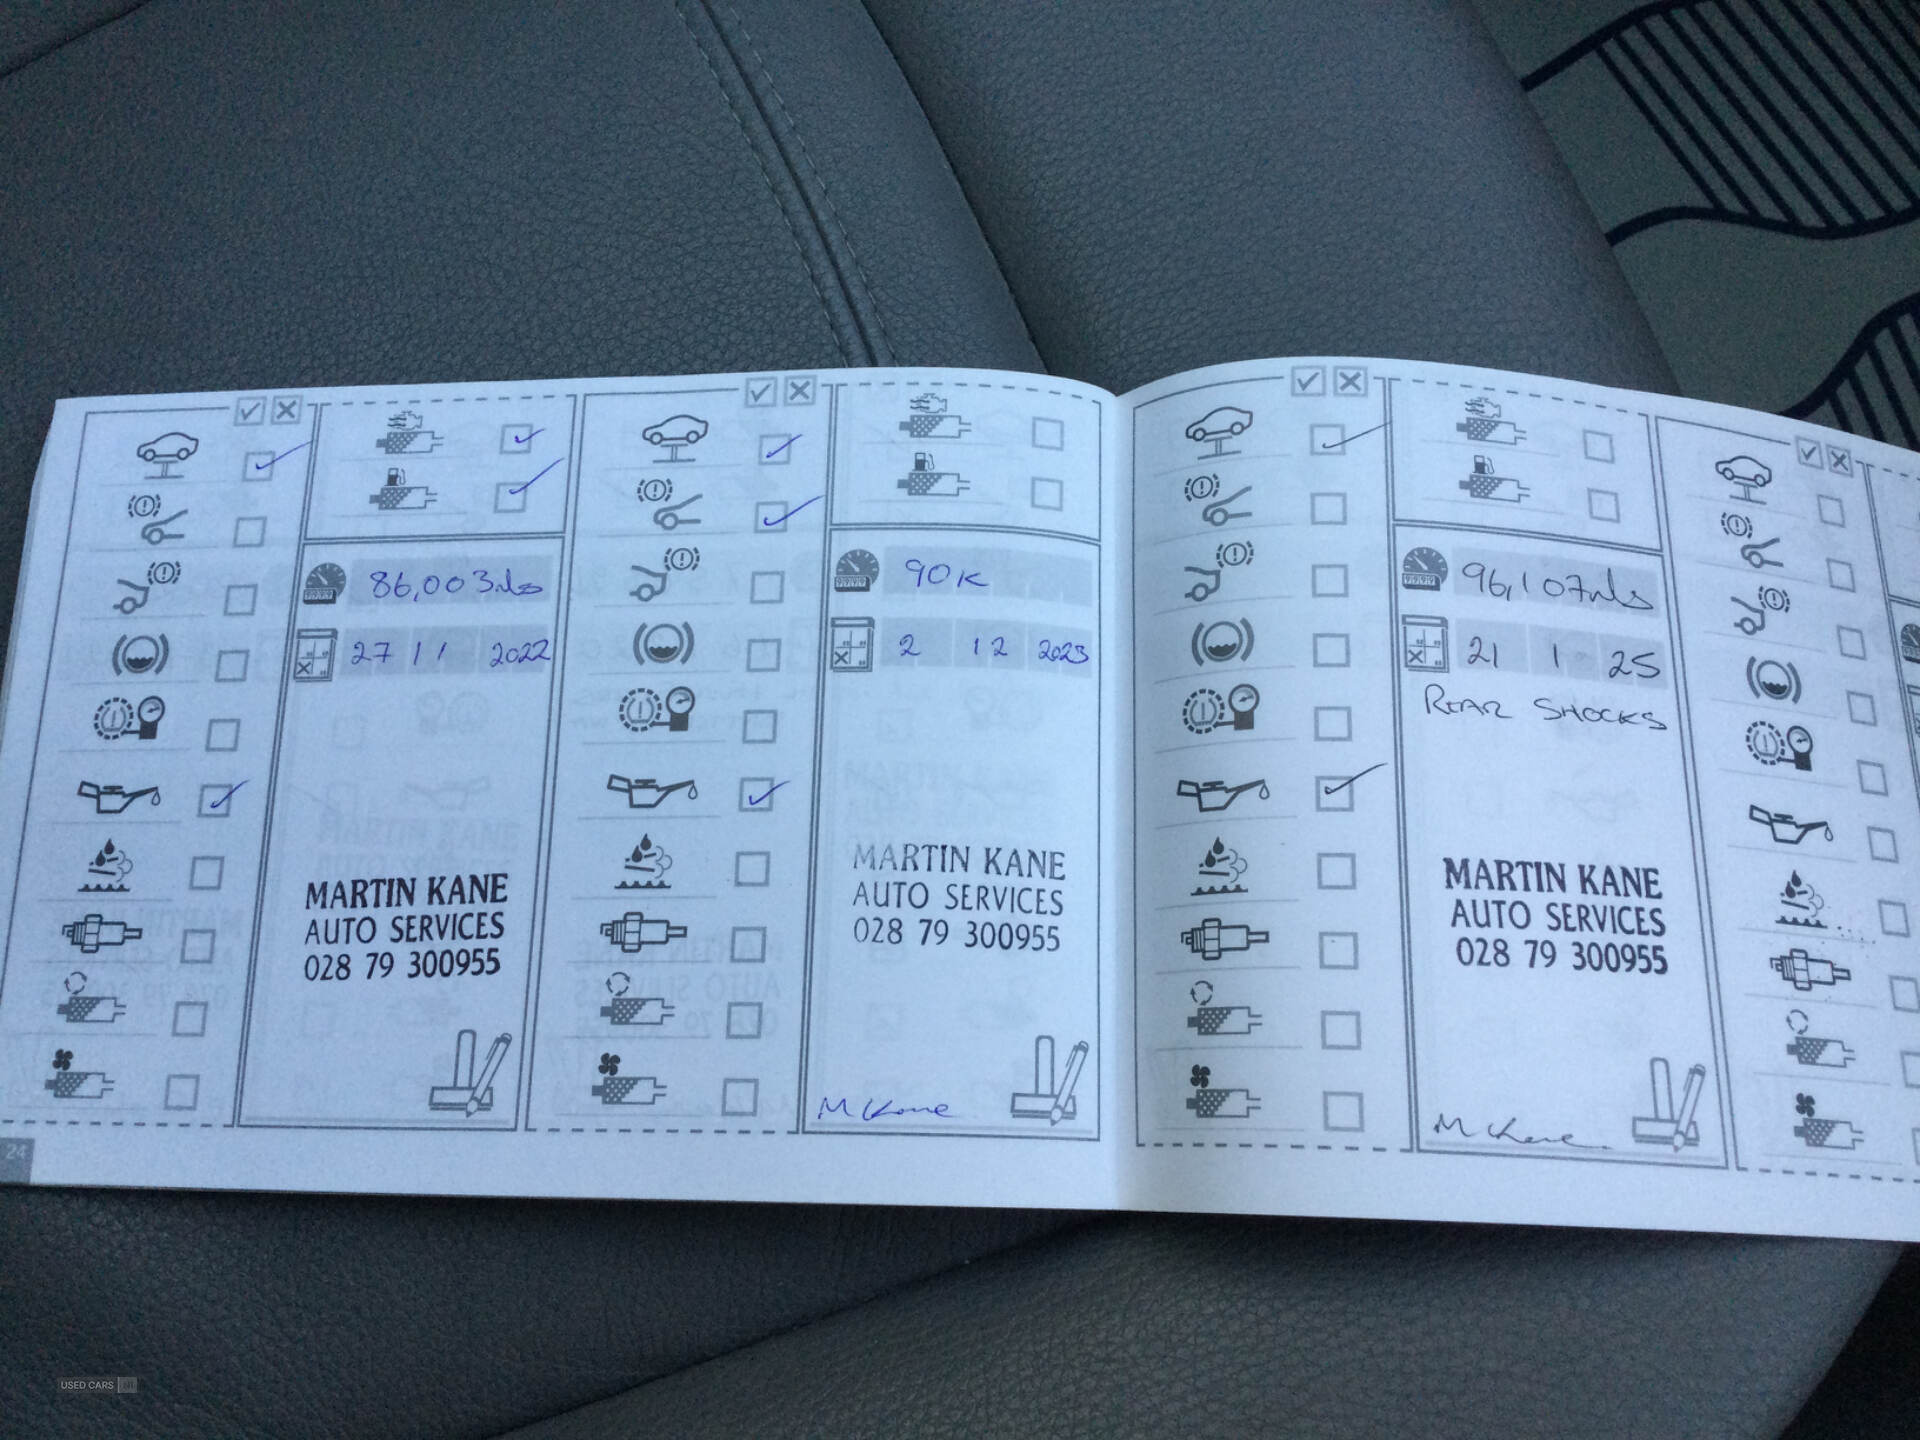 86,003mls
27 11 2022
MARTIN KANE
AUTO SERVICES
028 79 300955
90K
2 12 2023
MARTIN KANE
AUTO SERVICES
028 79 300955
M Kane
96,107mls
21 1 25
REAR SHOCKS
MARTIN KANE
AUTO SERVICES
028 79 300955
M Kane
24
USED CARS NI